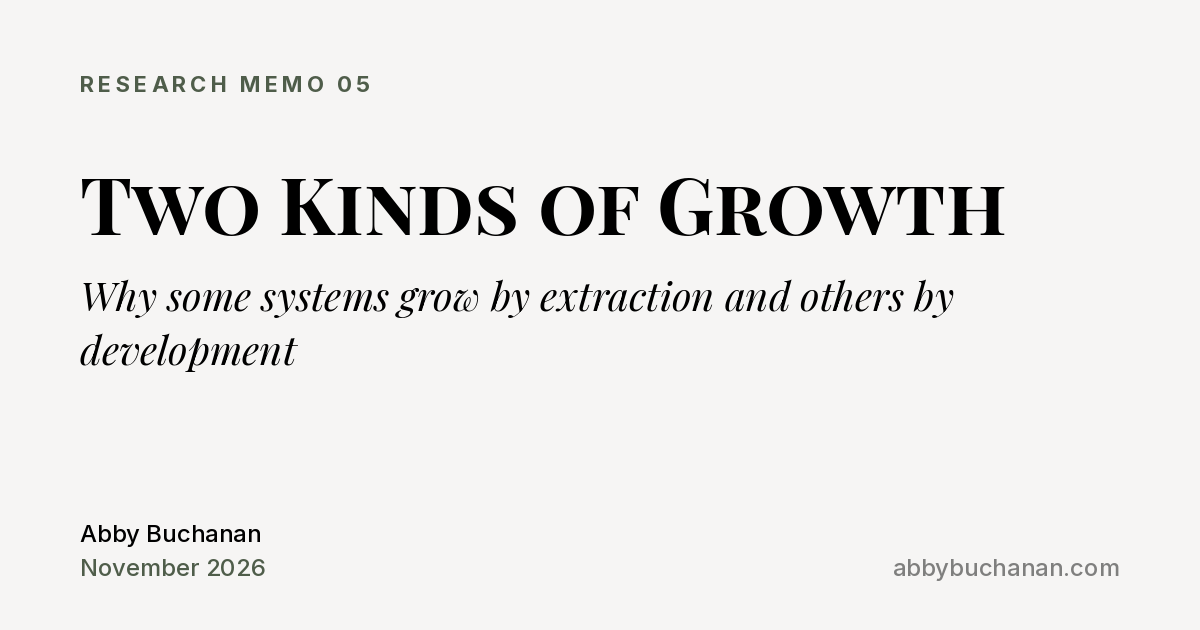 RESEARCH MEMO 05
Two Kinds of Growth
Why some systems grow by extraction and others by
development
Abby Buchanan
November 2026
abbybuchanan.com